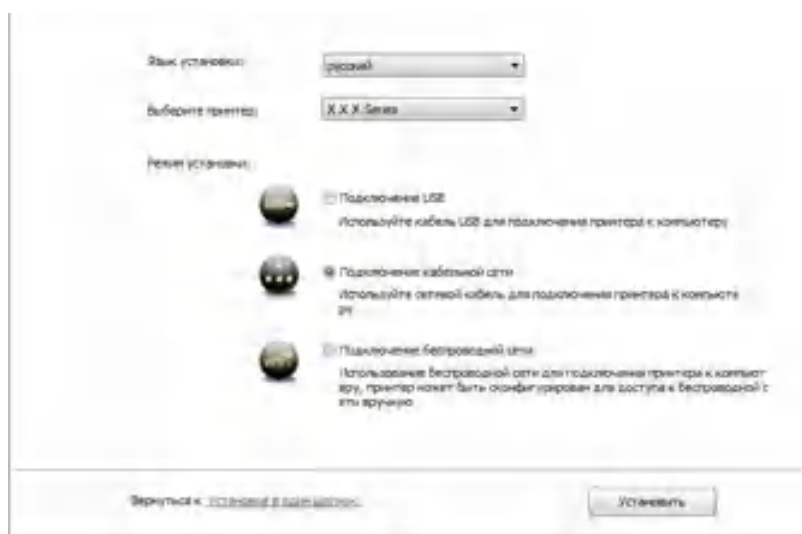 Язык установки:
русский
Выберите принтер:
X X X Series
Режим установки:
Подключение USB
Используйте кабель USB для подключения принтера к компьютеру
Подключение кабельной сети
Используйте сетевой кабель для подключения принтера к компьюте
ру
Подключение беспроводной сети
Использование беспроводной сети для подключения принтера к компьют
еру, принтер может быть сконфигурирован для доступа к беспроводной с
ети вручную
Вернуться к Установка в один
Установить